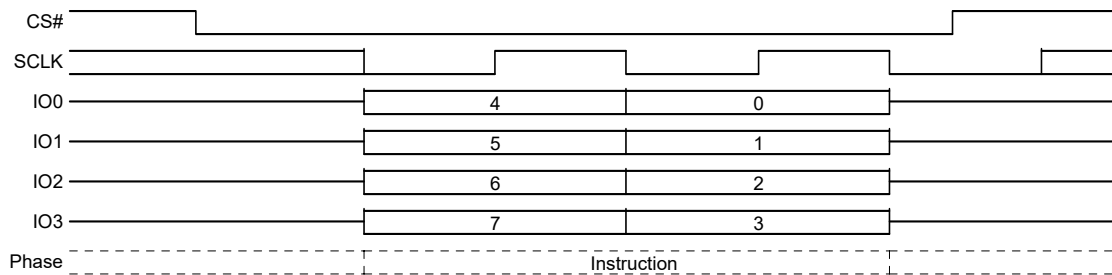 CS#
SCLK
IO0 4 0
IO1 5 1
IO2 6 2
IO3 7 3
Phase Instruction